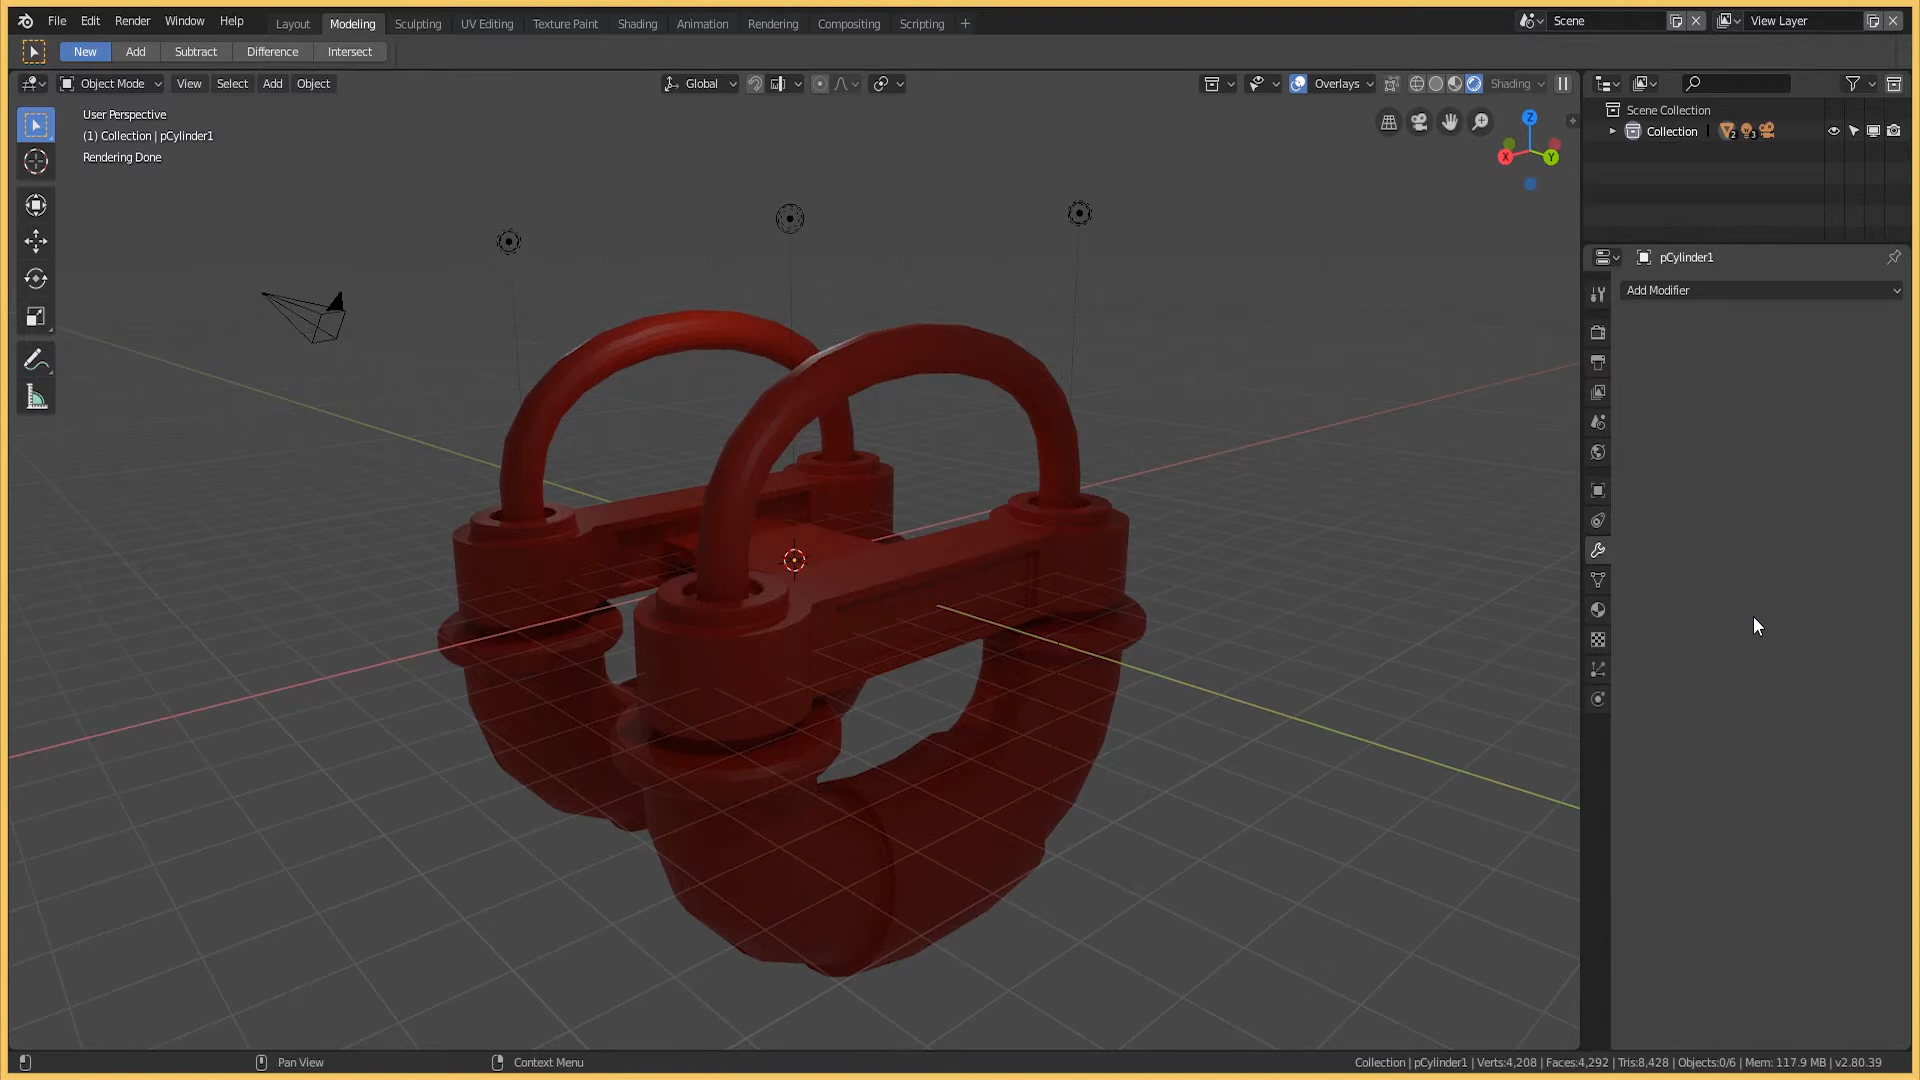 File Edit Render Window Help Layout Modeling Sculpting UV Editing Texture Paint Shading Animation Rendering Compositing Scripting + Scene View Layer
New Add Subtract Difference Intersect
Object Mode View Select Add Object Global Overlays Shading
User Perspective
(1) Collection | pCylinder1
Rendering Done
Z
X
Y
Scene Collection
Collection 2 3
pCylinder1
Add Modifier
Pan View Context Menu Collection | pCylinder1 | Verts:4,208 | Faces:4,292 | Tris:8,428 | Objects:0/6 | Mem: 117.9 MB | v2.80.39